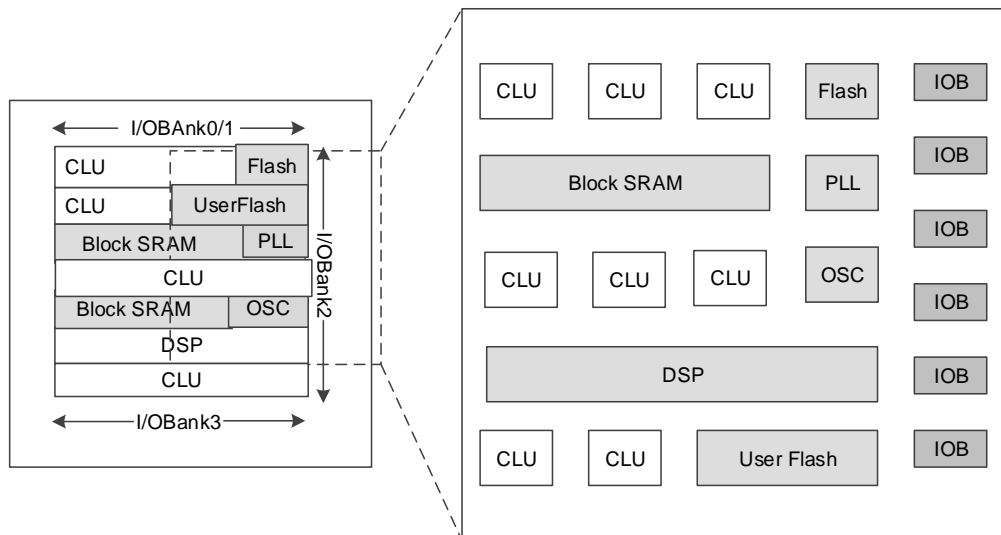 I/OBAnk0/1
CLU
Flash
CLU
UserFlash
Block SRAM
PLL
CLU
Block SRAM
OSC
DSP
CLU
I/OBank2
I/OBank3
CLU
CLU
CLU
Flash
IOB
Block SRAM
PLL
IOB
CLU
CLU
CLU
OSC
IOB
IOB
DSP
IOB
CLU
CLU
User Flash
IOB